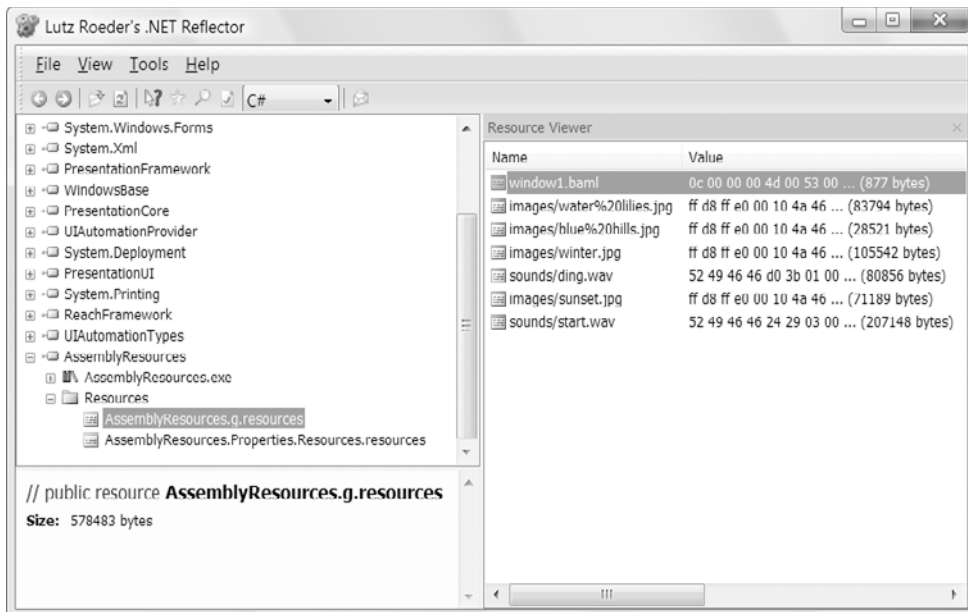 Lutz Roeder's .NET Reflector
File View Tools Help
C#
System.Windows.Forms
System.Xml
PresentationFramework
WindowsBase
PresentationCore
UIAutomationProvider
System.Deployment
PresentationUI
System.Printing
ReachFramework
UIAutomationTypes
AssemblyResources
AssemblyResources.exe
Resources
AssemblyResources.g.resources
AssemblyResources.Properties.Resources.resources
// public resource AssemblyResources.g.resources
Size: 578483 bytes
Resource Viewer
Name Value
window1.baml 0c 00 00 00 4d 00 53 00 ... (877 bytes)
images/water%20lilies.jpg ff d8 ff e0 00 10 4a 46 ... (83794 bytes)
images/blue%20hills.jpg ff d8 ff e0 00 10 4a 46 ... (28521 bytes)
images/winter.jpg ff d8 ff e0 00 10 4a 46 ... (105542 bytes)
sounds/ding.wav 52 49 46 46 d0 3b 01 00 ... (80856 bytes)
images/sunset.jpg ff d8 ff e0 00 10 4a 46 ... (71189 bytes)
sounds/start.wav 52 49 46 46 24 29 03 00 ... (207148 bytes)